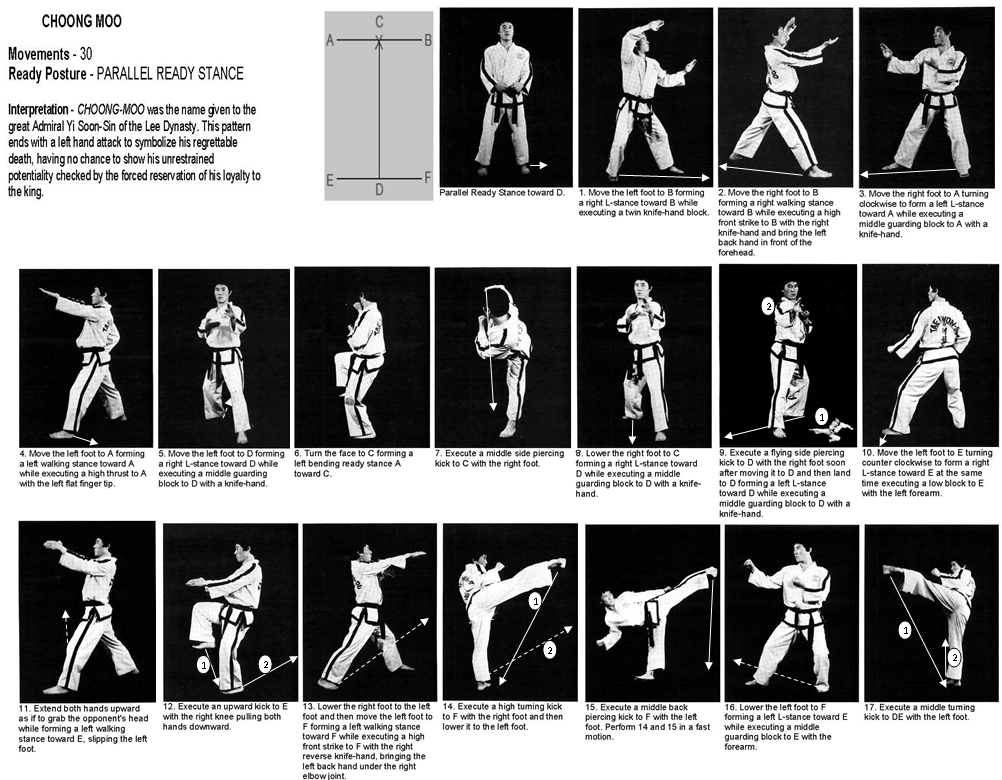 CHOONG MOO
Movements - 30
Ready Posture - PARALLEL READY STANCE
Interpretation - CHOONG-MOO was the name given to the
great Admiral Yi Soon-Sin of the Lee Dynasty. This pattern
ends with a left hand attack to symbolize his regrettable
death, having no chance to show his unrestrained
potentiality checked by the forced reservation of his loyalty to
the king.
C
A
X
B
E
D
F
Parallel Ready Stance toward D.
1. Move the left foot to B forming
a right L-stance toward B while
executing a twin knife-hand block.
2. Move the right foot to B
forming a right walking stance
toward B while executing a high
front strike to B with the right
knife-hand and bring the left
back hand in front of the
forehead.
3. Move the right foot to A turning
clockwise to form a left L-stance
toward A while executing a
middle guarding block to A with a
knife-hand.
4. Move the left foot to A forming
a left walking stance toward A
while executing a high thrust to A
with the left flat finger tip.
5. Move the left foot to D forming
a right L-stance toward D while
executing a middle guarding
block to D with a knife-hand.
6. Turn the face to C forming a
left bending ready stance A
toward C.
7. Execute a middle side piercing
kick to C with the right foot.
8. Lower the right foot to C
forming a right L-stance toward
D while executing a middle
guarding block to D with a knife-
hand.
2
1
9. Execute a flying side piercing
kick to D with the right foot soon
after moving it to D and then land
to D forming a left L-stance
toward D while executing a
middle guarding block to D with a
knife-hand.
TAEKWON-DO
10. Move the left foot to E turning
counter clockwise to form a right
L-stance toward E at the same
time executing a low block to E
with the left forearm.
11. Extend both hands upward
as if to grab the opponent's head
while forming a left walking
stance toward E, slipping the left
foot.
1
2
12. Execute an upward kick to E
with the right knee pulling both
hands downward.
13. Lower the right foot to the left
foot and then move the left foot to
F forming a left walking stance
toward F while executing a high
front strike to F with the right
reverse knife-hand, bringing the
left back hand under the right
elbow joint.
1
2
14. Execute a high turning kick
to F with the right foot and then
lower it to the left foot.
15. Execute a middle back
piercing kick to F with the left
foot. Perform 14 and 15 in a fast
motion.
16. Lower the left foot to F
forming a left L-stance toward E
while executing a middle
guarding block to E with the
forearm.
1
2
17. Execute a middle turning
kick to DE with the left foot.